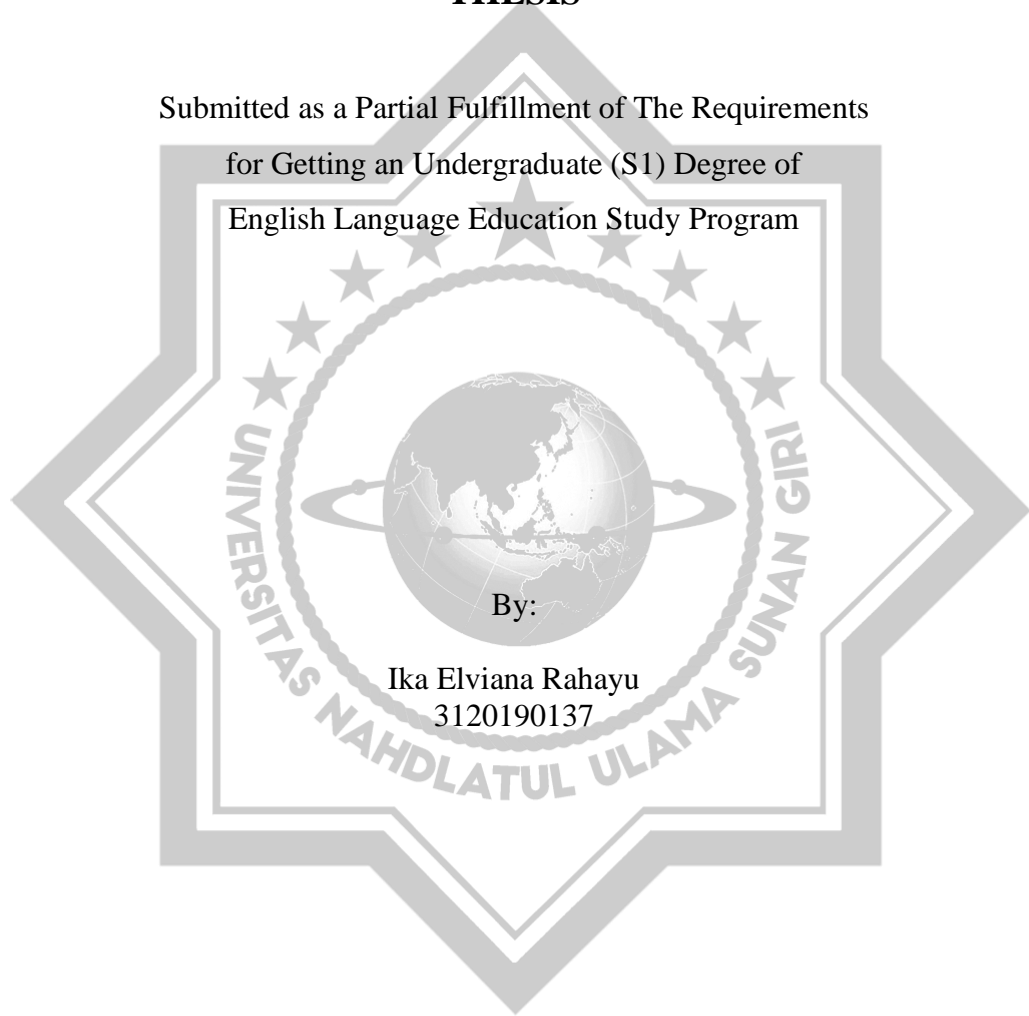 THESIS
Submitted as a Partial Fulfillment of The Requirements
for Getting an Undergraduate (S1) Degree of
English Language Education Study Program
By:
Ika Elviana Rahayu
3120190137
UNIVERSITAS NAHDLATUL ULAMA SUNAN GIRI